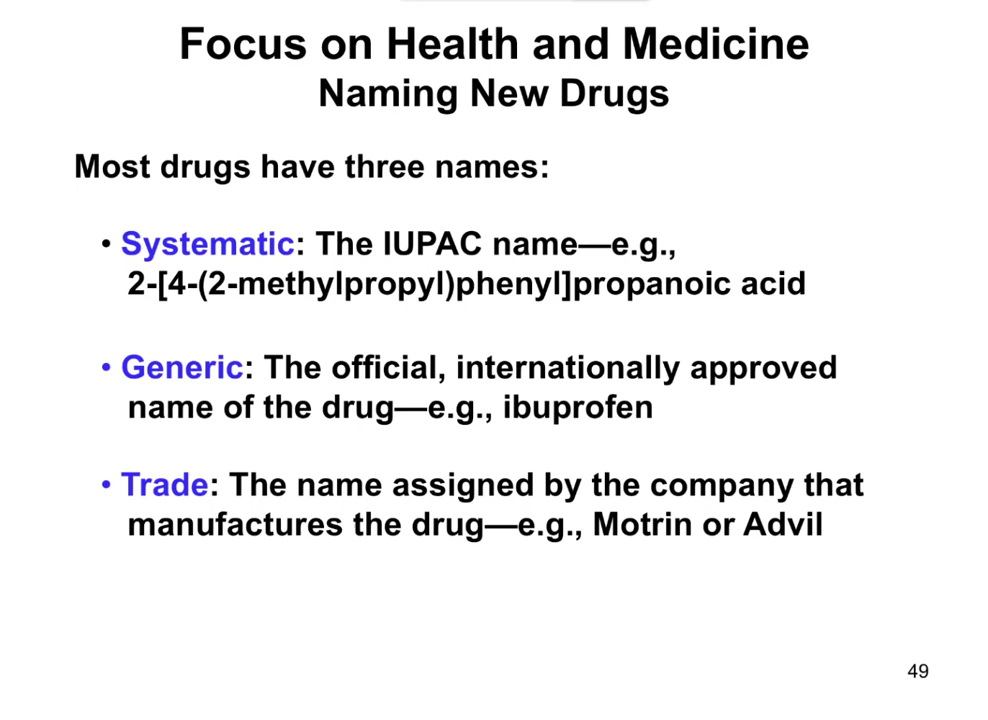 Focus on Health and Medicine
Naming New Drugs
Most drugs have three names:
• Systematic: The IUPAC name—e.g.,
2-[4-(2-methylpropyl)phenyl]propanoic acid
• Generic: The official, internationally approved
name of the drug—e.g., ibuprofen
• Trade: The name assigned by the company that
manufactures the drug—e.g., Motrin or Advil
49